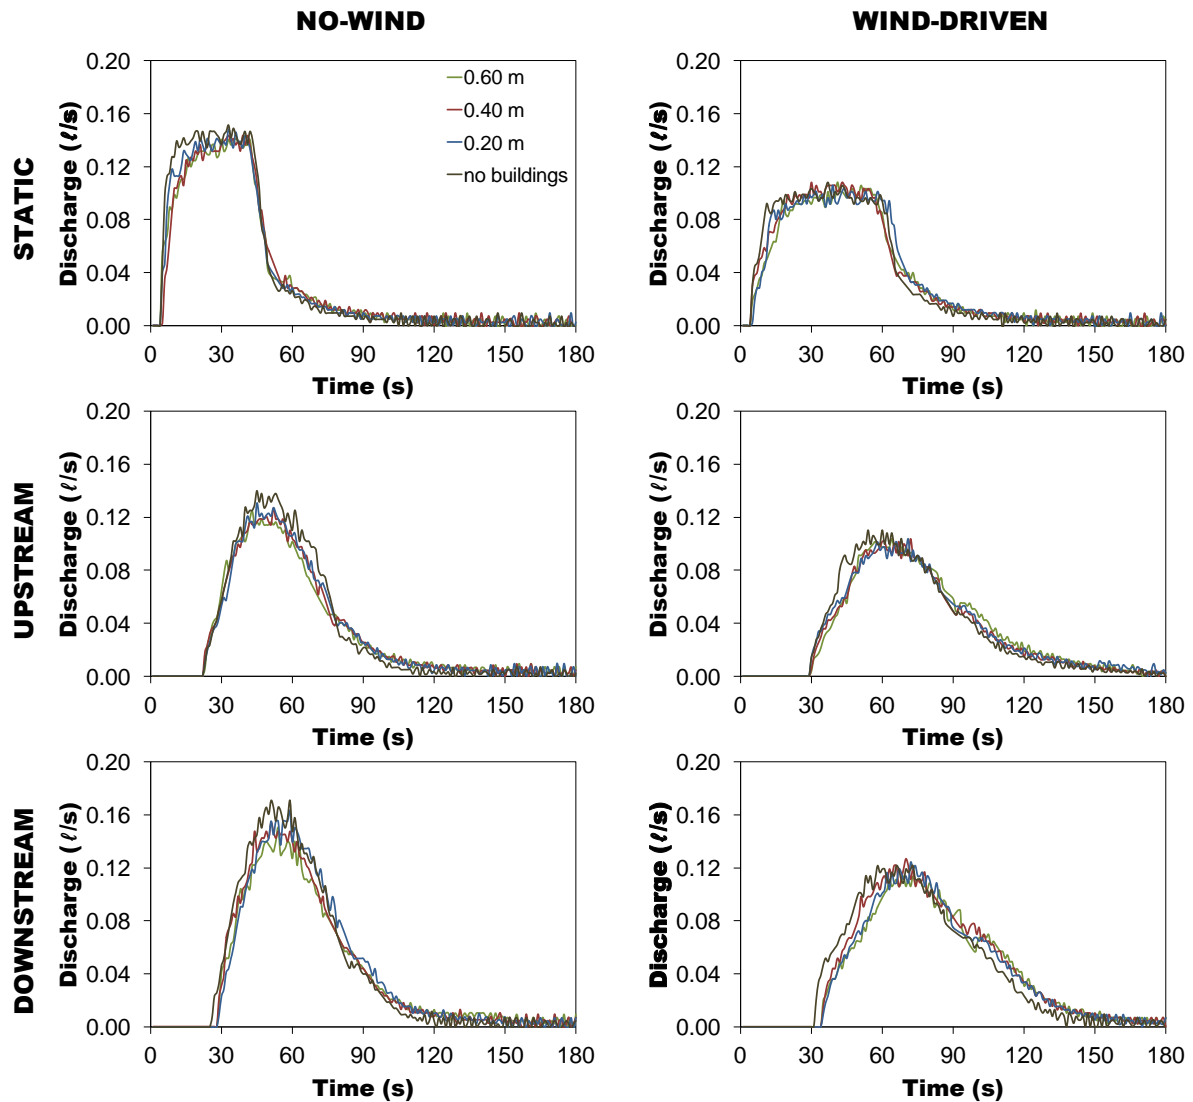 NO-WIND
WIND-DRIVEN
STATIC
Discharge (ℓ/s)
0.20
0.16
0.12
0.08
0.04
0.00
0.60 m
0.40 m
0.20 m
no buildings
0 30 60 90 120 150 180
Time (s)
Discharge (ℓ/s)
0.20
0.16
0.12
0.08
0.04
0.00
0 30 60 90 120 150 180
Time (s)
UPSTREAM
Discharge (ℓ/s)
0.20
0.16
0.12
0.08
0.04
0.00
0 30 60 90 120 150 180
Time (s)
Discharge (ℓ/s)
0.20
0.16
0.12
0.08
0.04
0.00
0 30 60 90 120 150 180
Time (s)
DOWNSTREAM
Discharge (ℓ/s)
0.20
0.16
0.12
0.08
0.04
0.00
0 30 60 90 120 150 180
Time (s)
Discharge (ℓ/s)
0.20
0.16
0.12
0.08
0.04
0.00
0 30 60 90 120 150 180
Time (s)